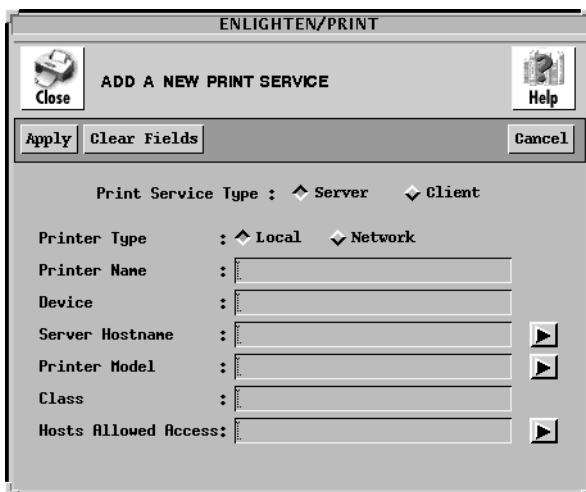 ENLIGHTEN/PRINT
Close
ADD A NEW PRINT SERVICE
Help
Apply
Clear Fields
Cancel
Print Service Type : Server Client
Printer Type : Local Network
Printer Name :
Device :
Server Hostname :
Printer Model :
Class :
Hosts Allowed Access: